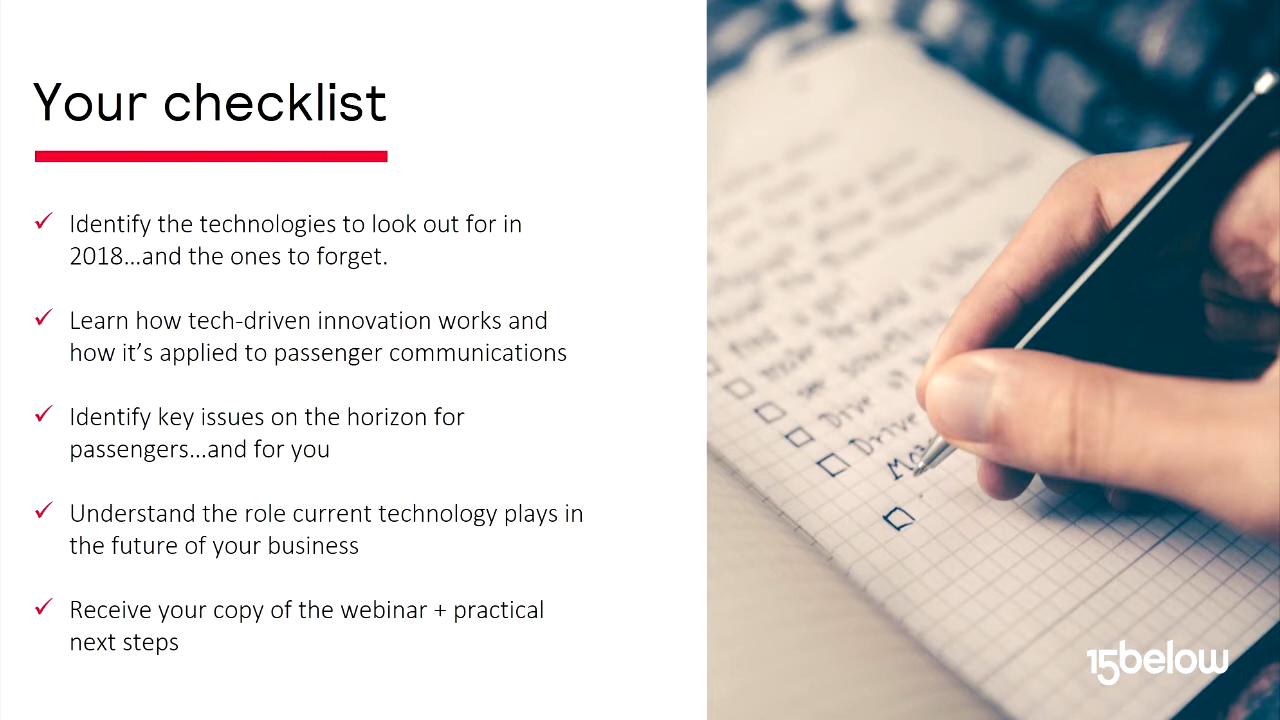 Your checklist
✓ Identify the technologies to look out for in
2018...and the ones to forget.
✓ Learn how tech-driven innovation works and
how it's applied to passenger communications
✓ Identify key issues on the horizon for
passengers...and for you
✓ Understand the role current technology plays in
the future of your business
✓ Receive your copy of the webinar + practical
next steps
Drive
Drive
15below